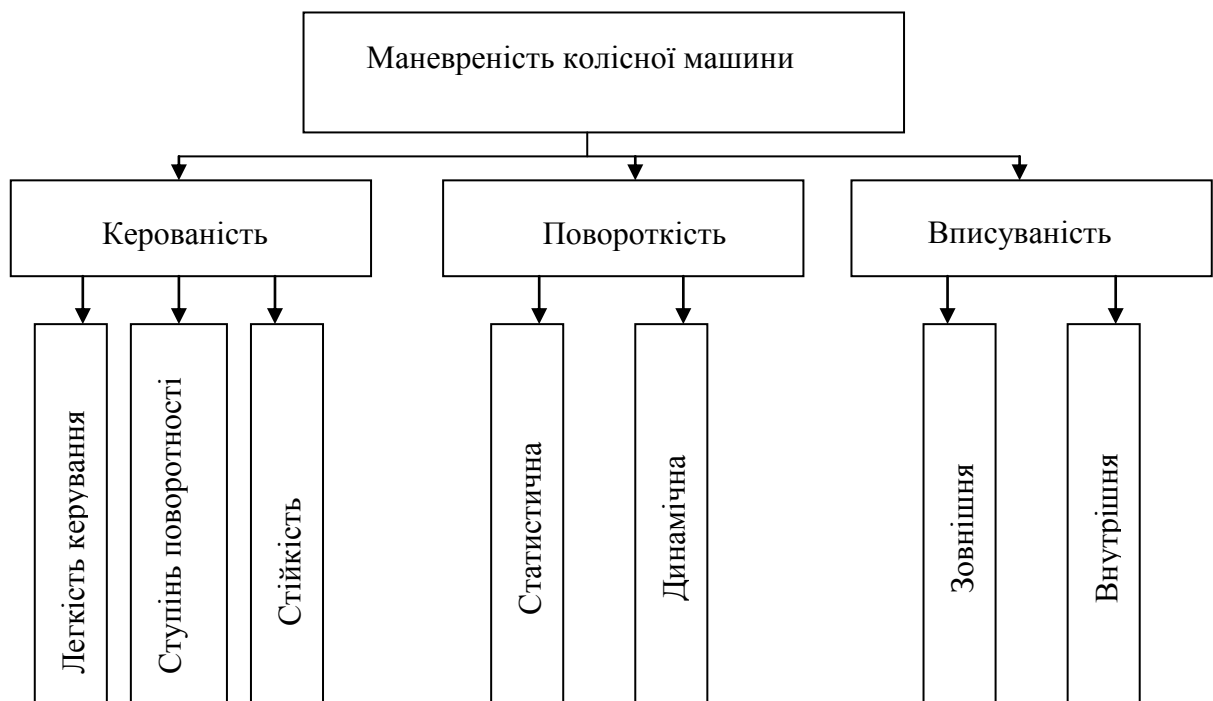 Маневреність колісної машини
Керованість
Повороткість
Вписуваність
Легкість керування
Ступінь поворотності
Стійкість
Статистична
Динамічна
Зовнішня
Внутрішня